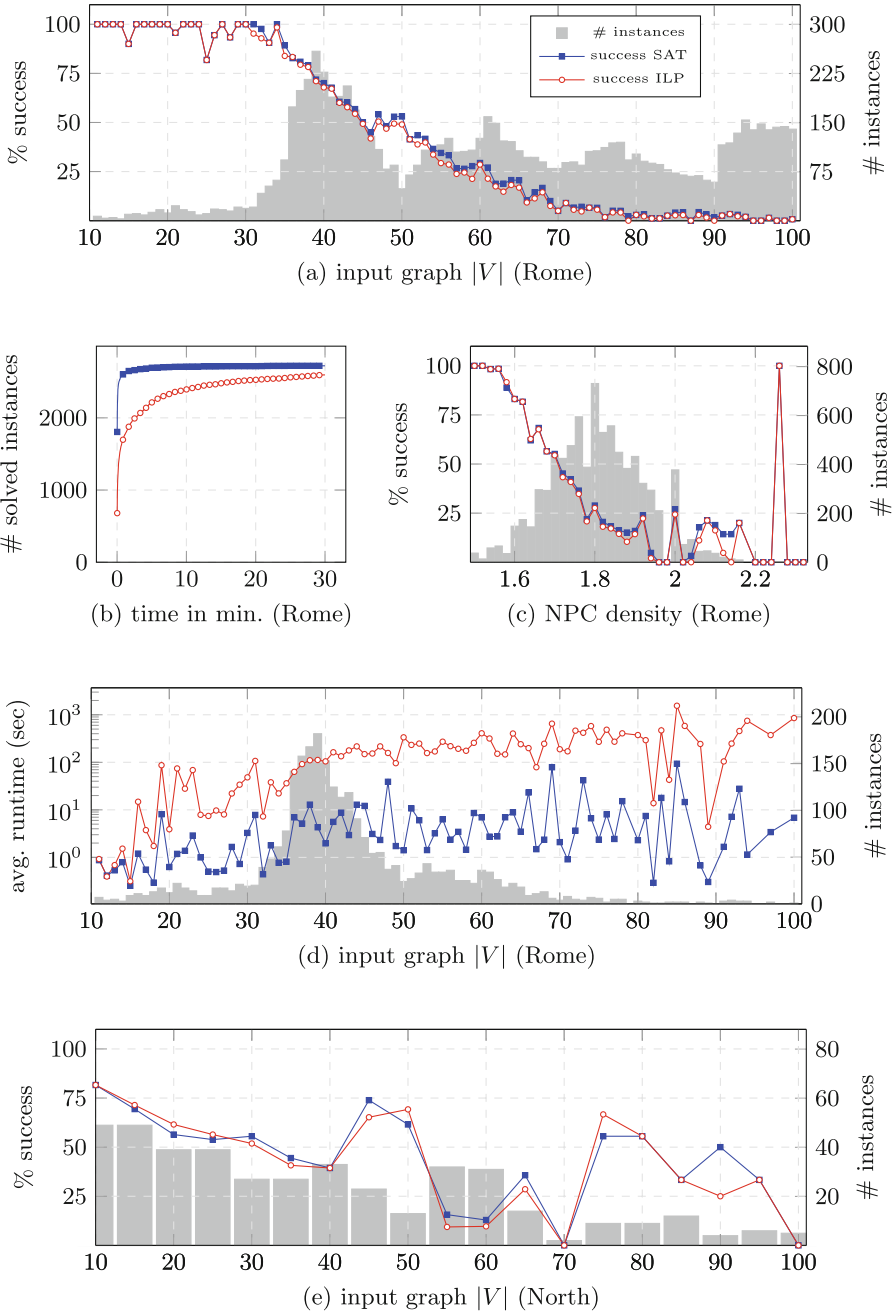 100
75
50
25
% success
300
225
150
75
0
# instances
# instances
success SAT
success ILP
10 20 30 40 50 60 70 80 90 100
(a) input graph |V| (Rome)
2000
1000
0
# solved instances
0 10 20 30
(b) time in min. (Rome)
100
75
50
25
% success
800
600
400
200
0
# instances
1.6 1.8 2 2.2
(c) NPC density (Rome)
10³
10²
10¹
10⁰
avg. runtime (sec)
200
150
100
50
0
# instances
10 20 30 40 50 60 70 80 90 100
(d) input graph |V| (Rome)
100
75
50
25
% success
80
60
40
20
# instances
10 20 30 40 50 60 70 80 90 100
(e) input graph |V| (North)